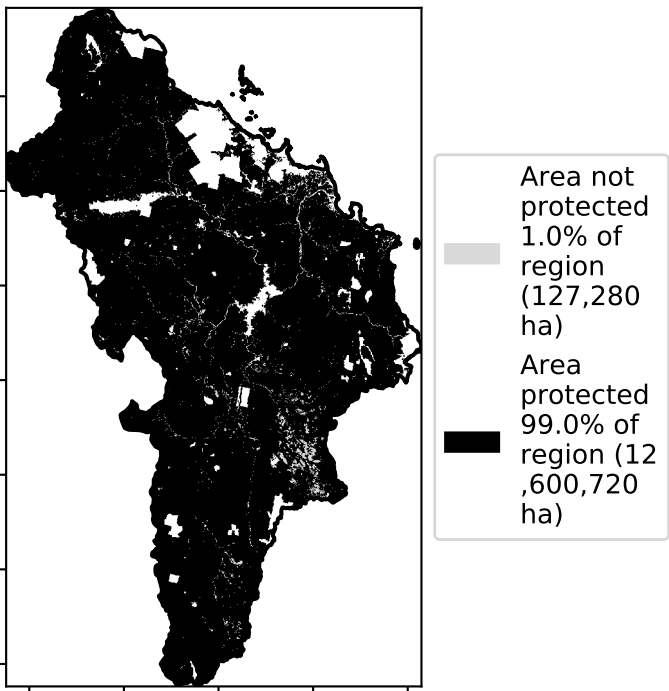 Area not
protected
1.0% of
region
(127,280
ha)
Area
protected
99.0% of
region (12
,600,720
ha)